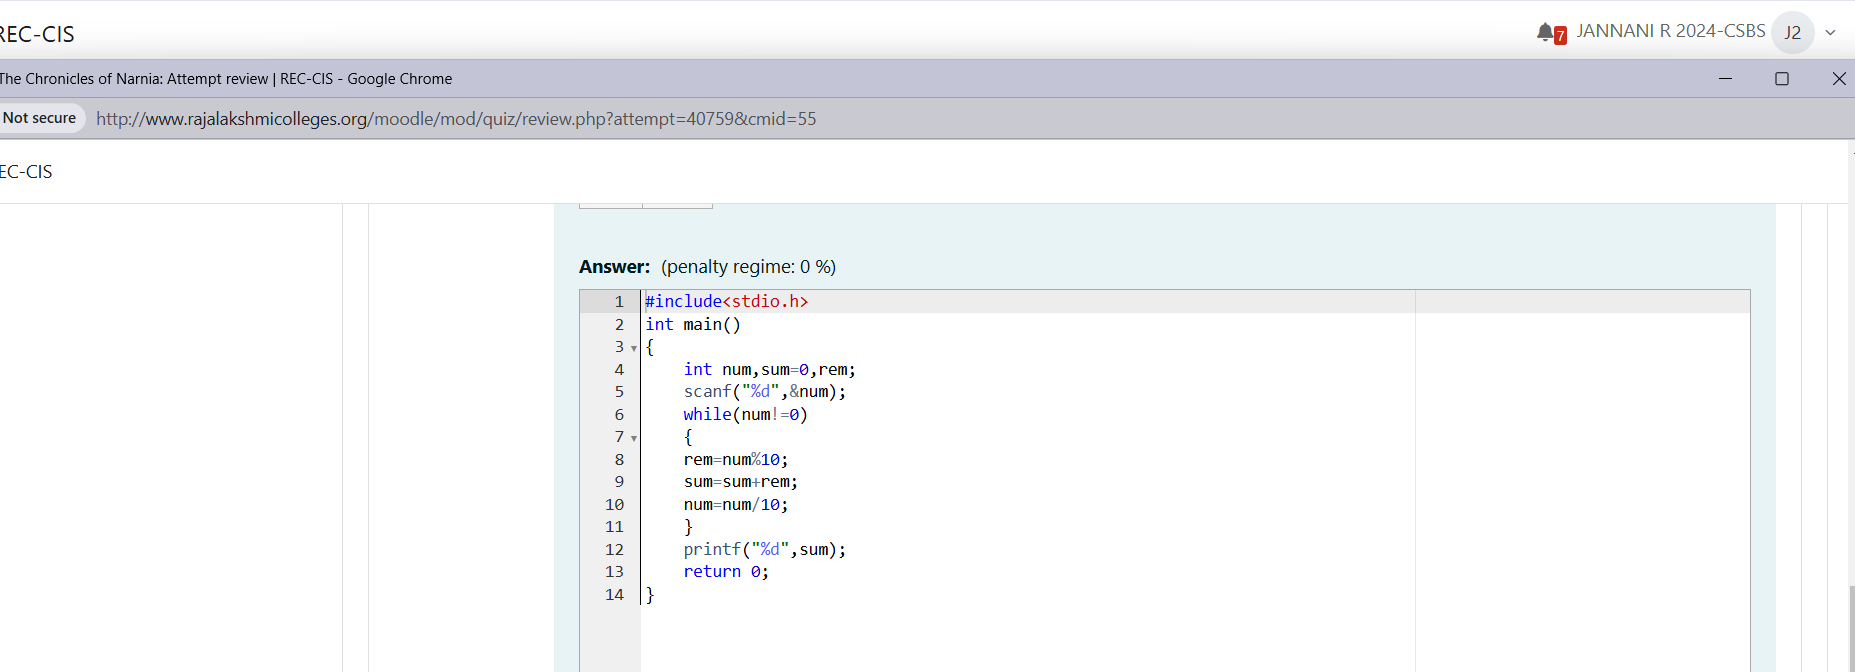 REC-CIS
7 JANNANI R 2024-CSBS J2
The Chronicles of Narnia: Attempt review | REC-CIS - Google Chrome
Not secure http://www.rajalakshmicolleges.org/moodle/mod/quiz/review.php?attempt=40759&cmid=55
EC-CIS
Answer: (penalty regime: 0 %)
1 #include<stdio.h>
2 int main()
3 {
4 int num,sum=0,rem;
5 scanf("%d",&num);
6 while(num!=0)
7 {
8 rem=num%10;
9 sum=sum+rem;
10 num=num/10;
11 }
12 printf("%d",sum);
13 return 0;
14 }